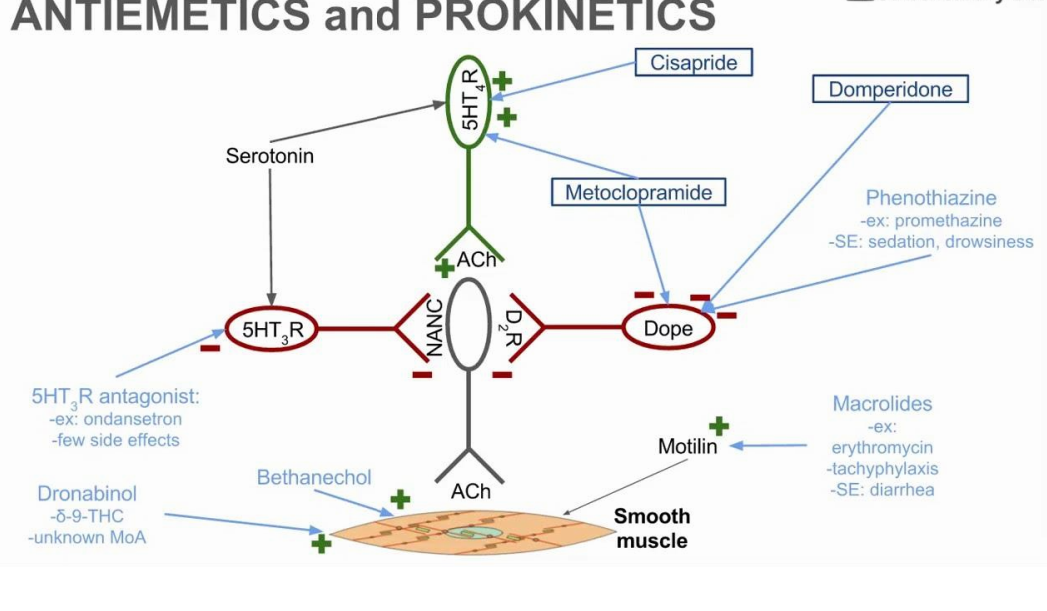 ANTIEMETICS and PROKINETICS
Cisapride
5HT4R
Domperidone
Serotonin
Metoclopramide
Phenothiazine
-ex: promethazine
-SE: sedation, drowsiness
ACh
5HT3R
NANC
D2R
Dope
5HT3R antagonist:
-ex: ondansetron
-few side effects
Macrolides
-ex:
erythromycin
-tachyphylaxis
-SE: diarrhea
Motilin
Bethanechol
ACh
Dronabinol
-δ-9-THC
-unknown MoA
Smooth
muscle